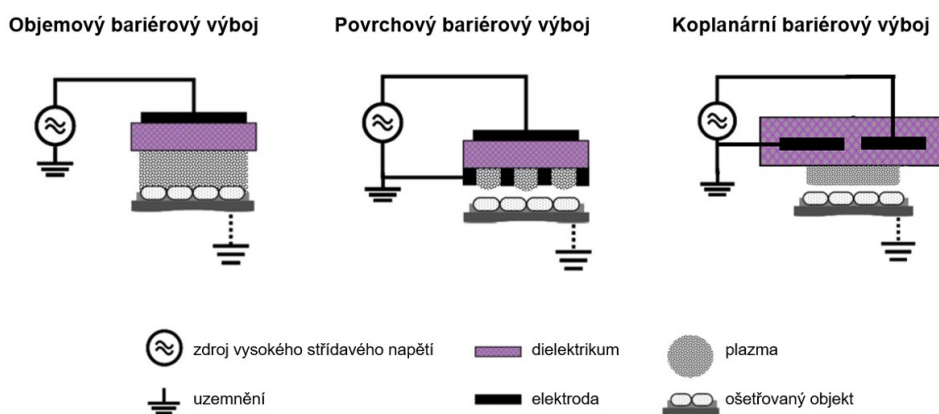 Objemový bariérový výboj
Povrchový bariérový výboj
Koplanární bariérový výboj
zdroj vysokého střídavého napětí
dielektrikum
plazma
uzemnění
elektroda
ošetřovaný objekt